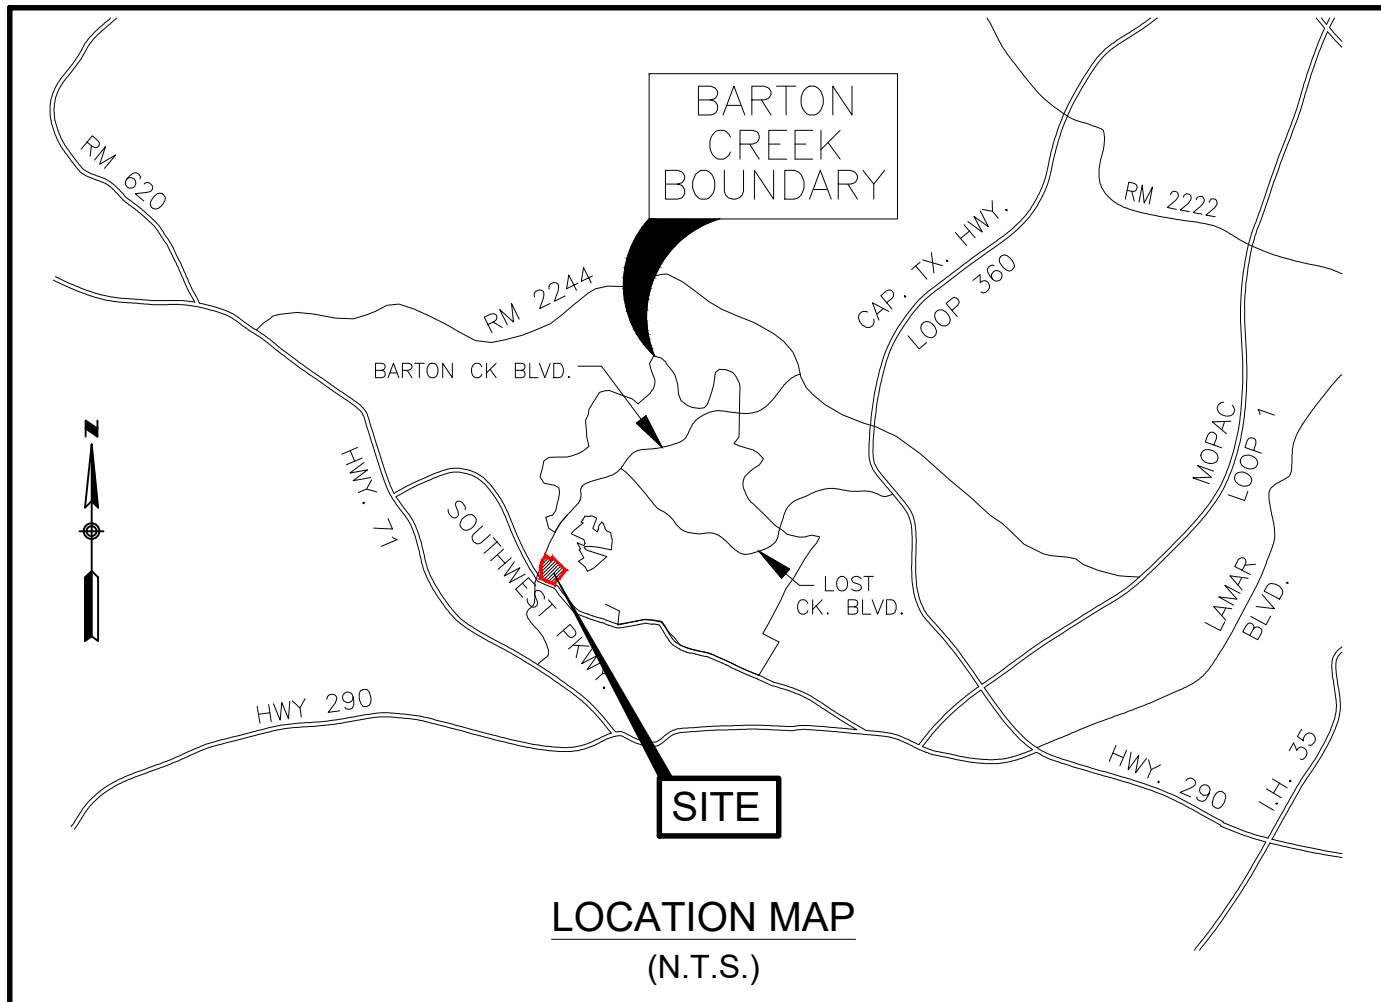 BARTON
CREEK
BOUNDARY
RM 620
RM 2222
CAP. TX. HWY.
LOOP 360
RM 2244
BARTON CK BLVD.
MOPAC
LOOP 1
N
HWY. 71
SOUTHWEST PKWY.
LOST
CK. BLVD.
LAMAR
BLVD.
HWY 290
HWY. 290
I.H. 35
SITE
LOCATION MAP
(N.T.S.)